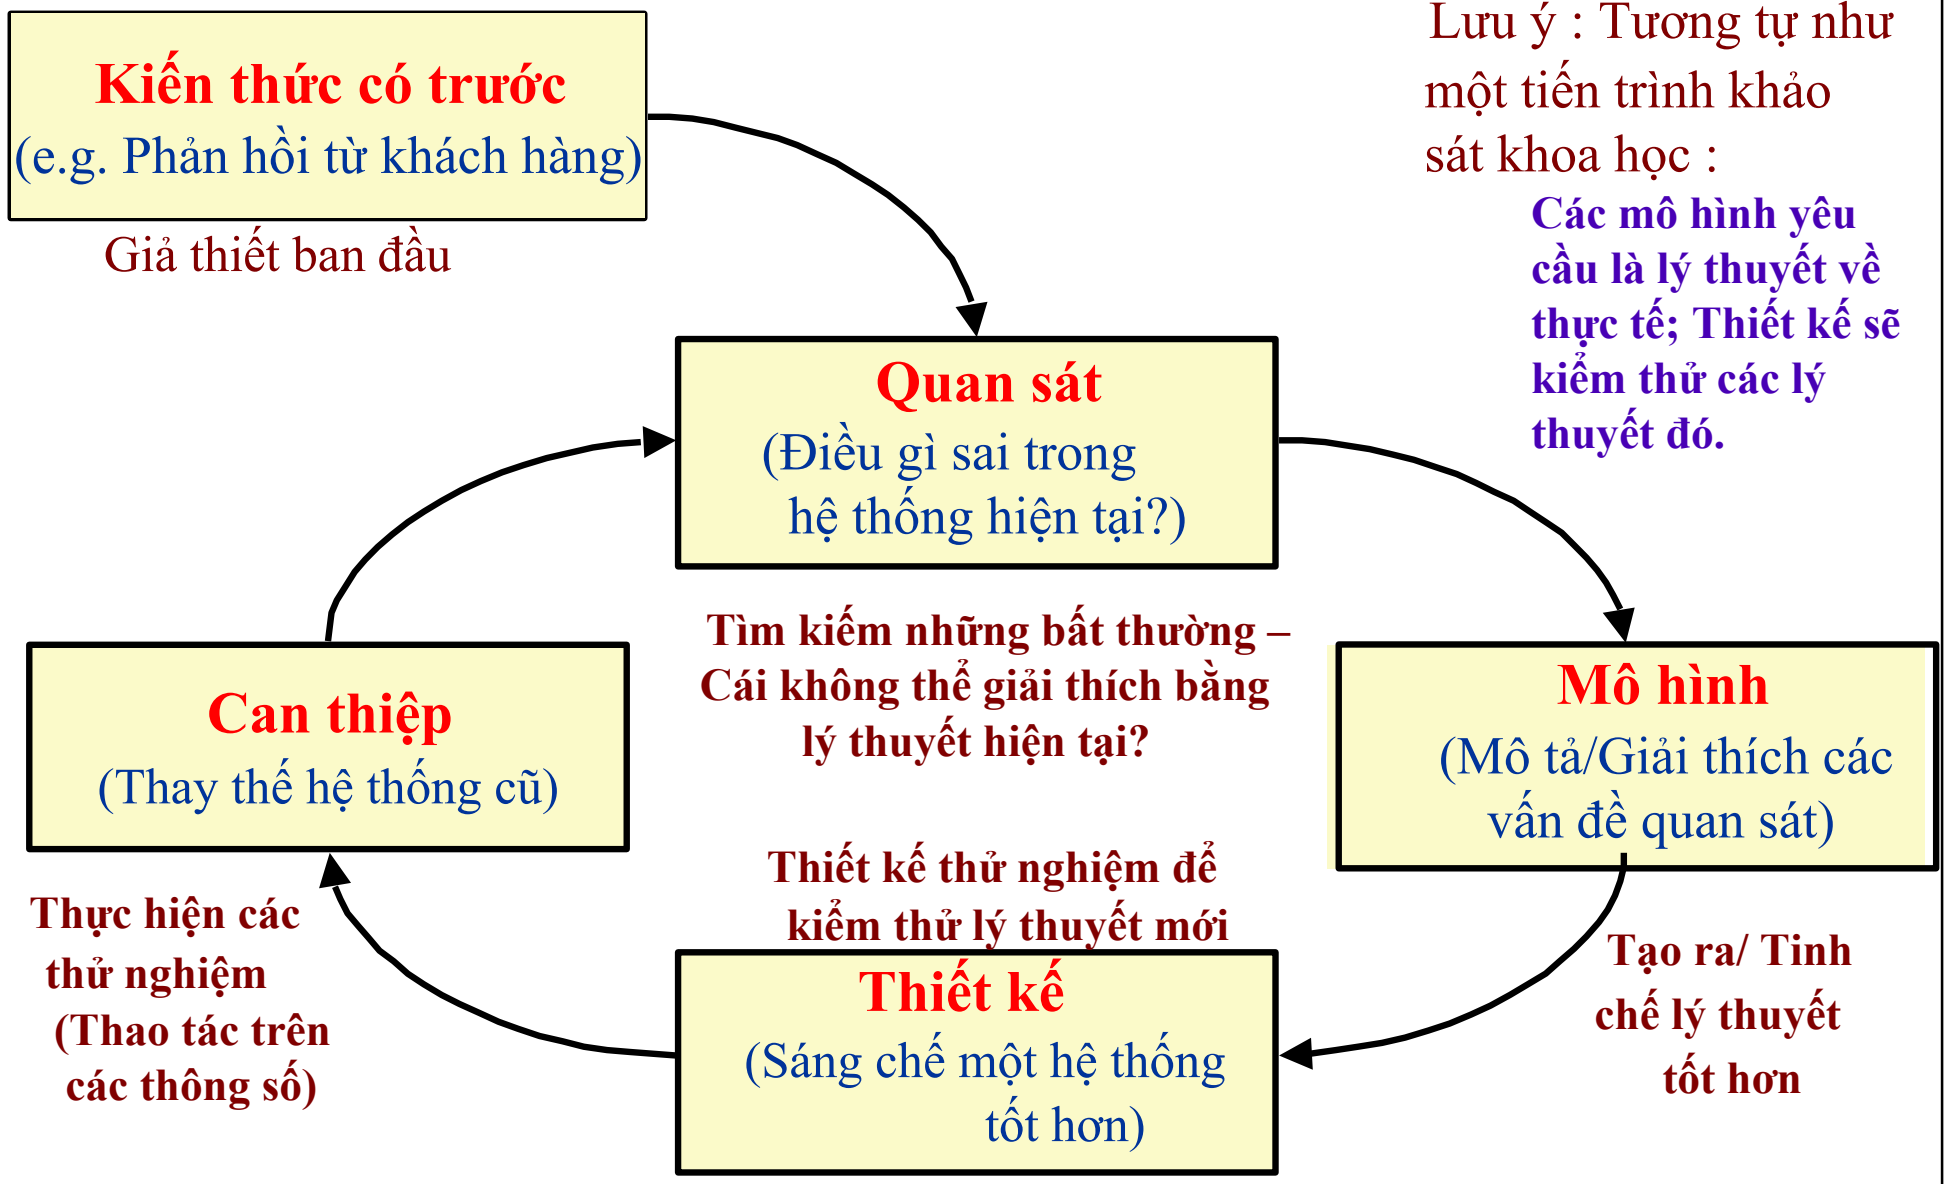 Kiến thức có trước
(e.g. Phản hồi từ khách hàng)
Giả thiết ban đầu
Lưu ý : Tương tự như
một tiến trình khảo
sát khoa học :
Các mô hình yêu
cầu là lý thuyết về
thực tế; Thiết kế sẽ
kiểm thử các lý
thuyết đó.
Quan sát
(Điều gì sai trong
hệ thống hiện tại?)
Tìm kiếm những bất thường –
Cái không thể giải thích bằng
lý thuyết hiện tại?
Mô hình
(Mô tả/Giải thích các
vấn đề quan sát)
Tạo ra/ Tinh
chế lý thuyết
tốt hơn
Thiết kế thử nghiệm để
kiểm thử lý thuyết mới
Thiết kế
(Sáng chế một hệ thống
tốt hơn)
Can thiệp
(Thay thế hệ thống cũ)
Thực hiện các
thử nghiệm
(Thao tác trên
các thông số)